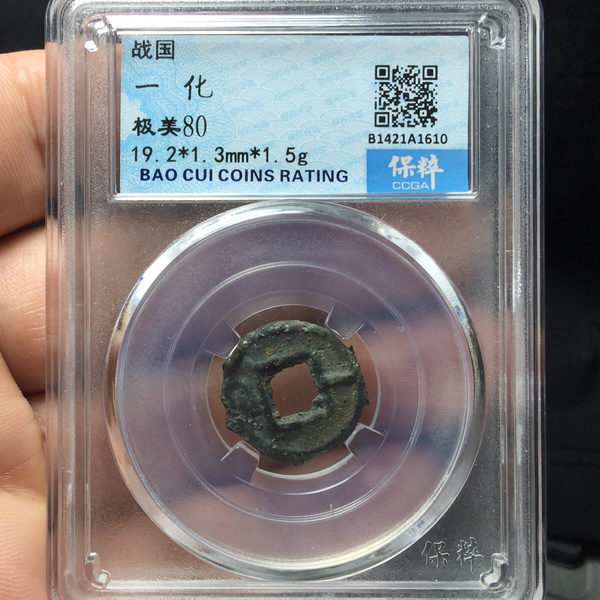 战国
一化
极美80
19.2*1.3mm*1.5g
BAO CUI COINS RATING
B1421A1610
保粹
CCGA
保粹